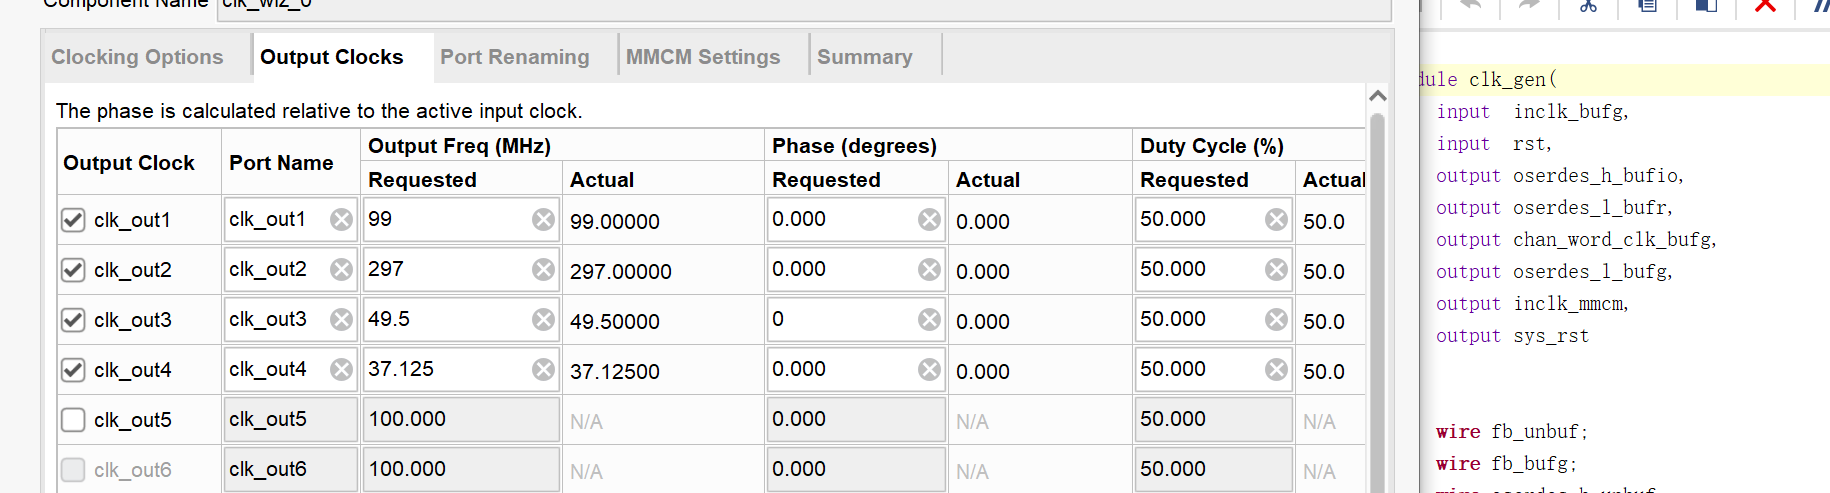 Component Name clk_wiz_0
Clocking Options Output Clocks Port Renaming MMCM Settings Summary
The phase is calculated relative to the active input clock.
Output Clock Port Name Output Freq (MHz) Phase (degrees) Duty Cycle (%)
Requested Actual Requested Actual Requested Actual
clk_out1 clk_out1 99 99.00000 0.000 0.000 50.000 50.0
clk_out2 clk_out2 297 297.00000 0.000 0.000 50.000 50.0
clk_out3 clk_out3 49.5 49.50000 0 0.000 50.000 50.0
clk_out4 clk_out4 37.125 37.12500 0.000 0.000 50.000 50.0
clk_out5 clk_out5 100.000 N/A 0.000 N/A 50.000 N/A
clk_out6 clk_out6 100.000 N/A 0.000 N/A 50.000 N/A
dule clk_gen(
input inclk_bufg,
input rst,
output oserdes_h_bufio,
output oserdes_l_bufr,
output chan_word_clk_bufg,
output oserdes_l_bufg,
output inclk_mmcm,
output sys_rst
wire fb_unbuf;
wire fb_bufg;